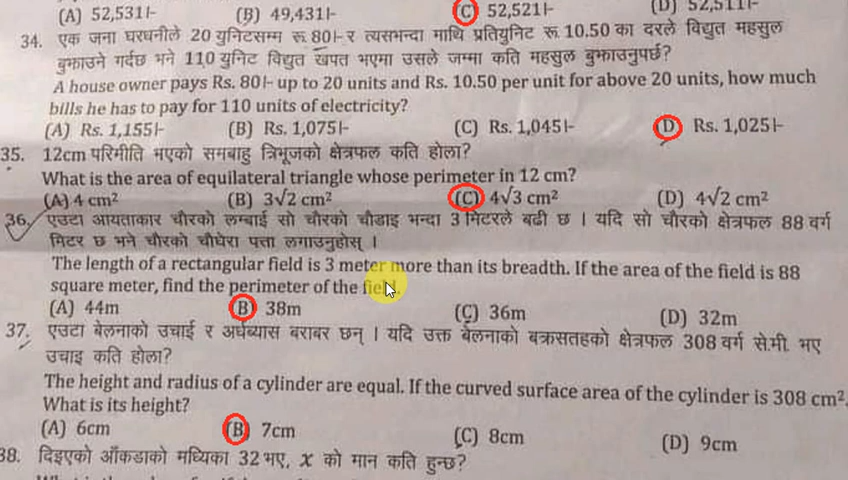 (A) 52,531।- (B) 49,431।- (C) 52,521।- (D) 52,511।-
34. एक जना घरधनीले 20 युनिटसम्म रू. 80।- र त्यसभन्दा माथि प्रतियुनिट रू. 10.50 का दरले विद्युत महसुल
बुझाउने गर्दछ भने 110 युनिट विद्युत खपत भएमा उसले जम्मा कति महसुल बुझाउनुपर्छ?
A house owner pays Rs. 80।- up to 20 units and Rs. 10.50 per unit for above 20 units, how much
bills he has to pay for 110 units of electricity?
(A) Rs. 1,155।- (B) Rs. 1,075।- (C) Rs. 1,045।- (D) Rs. 1,025।-
35. 12cm परिमीति भएको समबाहु त्रिभूजको क्षेत्रफल कति होला?
What is the area of equilateral triangle whose perimeter in 12 cm?
(A) 4 cm² (B) 3√2 cm² (C) 4√3 cm² (D) 4√2 cm²
36. एउटा आयताकार चौरको लम्बाई सो चौरको चौडाइ भन्दा 3 मिटरले बढी छ । यदि सो चौरको क्षेत्रफल 88 वर्ग
मिटर छ भने चौरको चौघेरा पत्ता लगाउनुहोस् ।
The length of a rectangular field is 3 meter more than its breadth. If the area of the field is 88
square meter, find the perimeter of the field.
(A) 44m (B) 38m (C) 36m (D) 32m
37. एउटा बेलनाको उचाई र अर्धब्यास बराबर छन् । यदि उक्त बेलनाको बक्रसतहको क्षेत्रफल 308 वर्ग से.मी. भए
उचाइ कति होला?
The height and radius of a cylinder are equal. If the curved surface area of the cylinder is 308 cm².
What is its height?
(A) 6cm (B) 7cm (C) 8cm (D) 9cm
38. दिइएको आँकडाको मध्यिका 32 भए, x को मान कति हुन्छ?